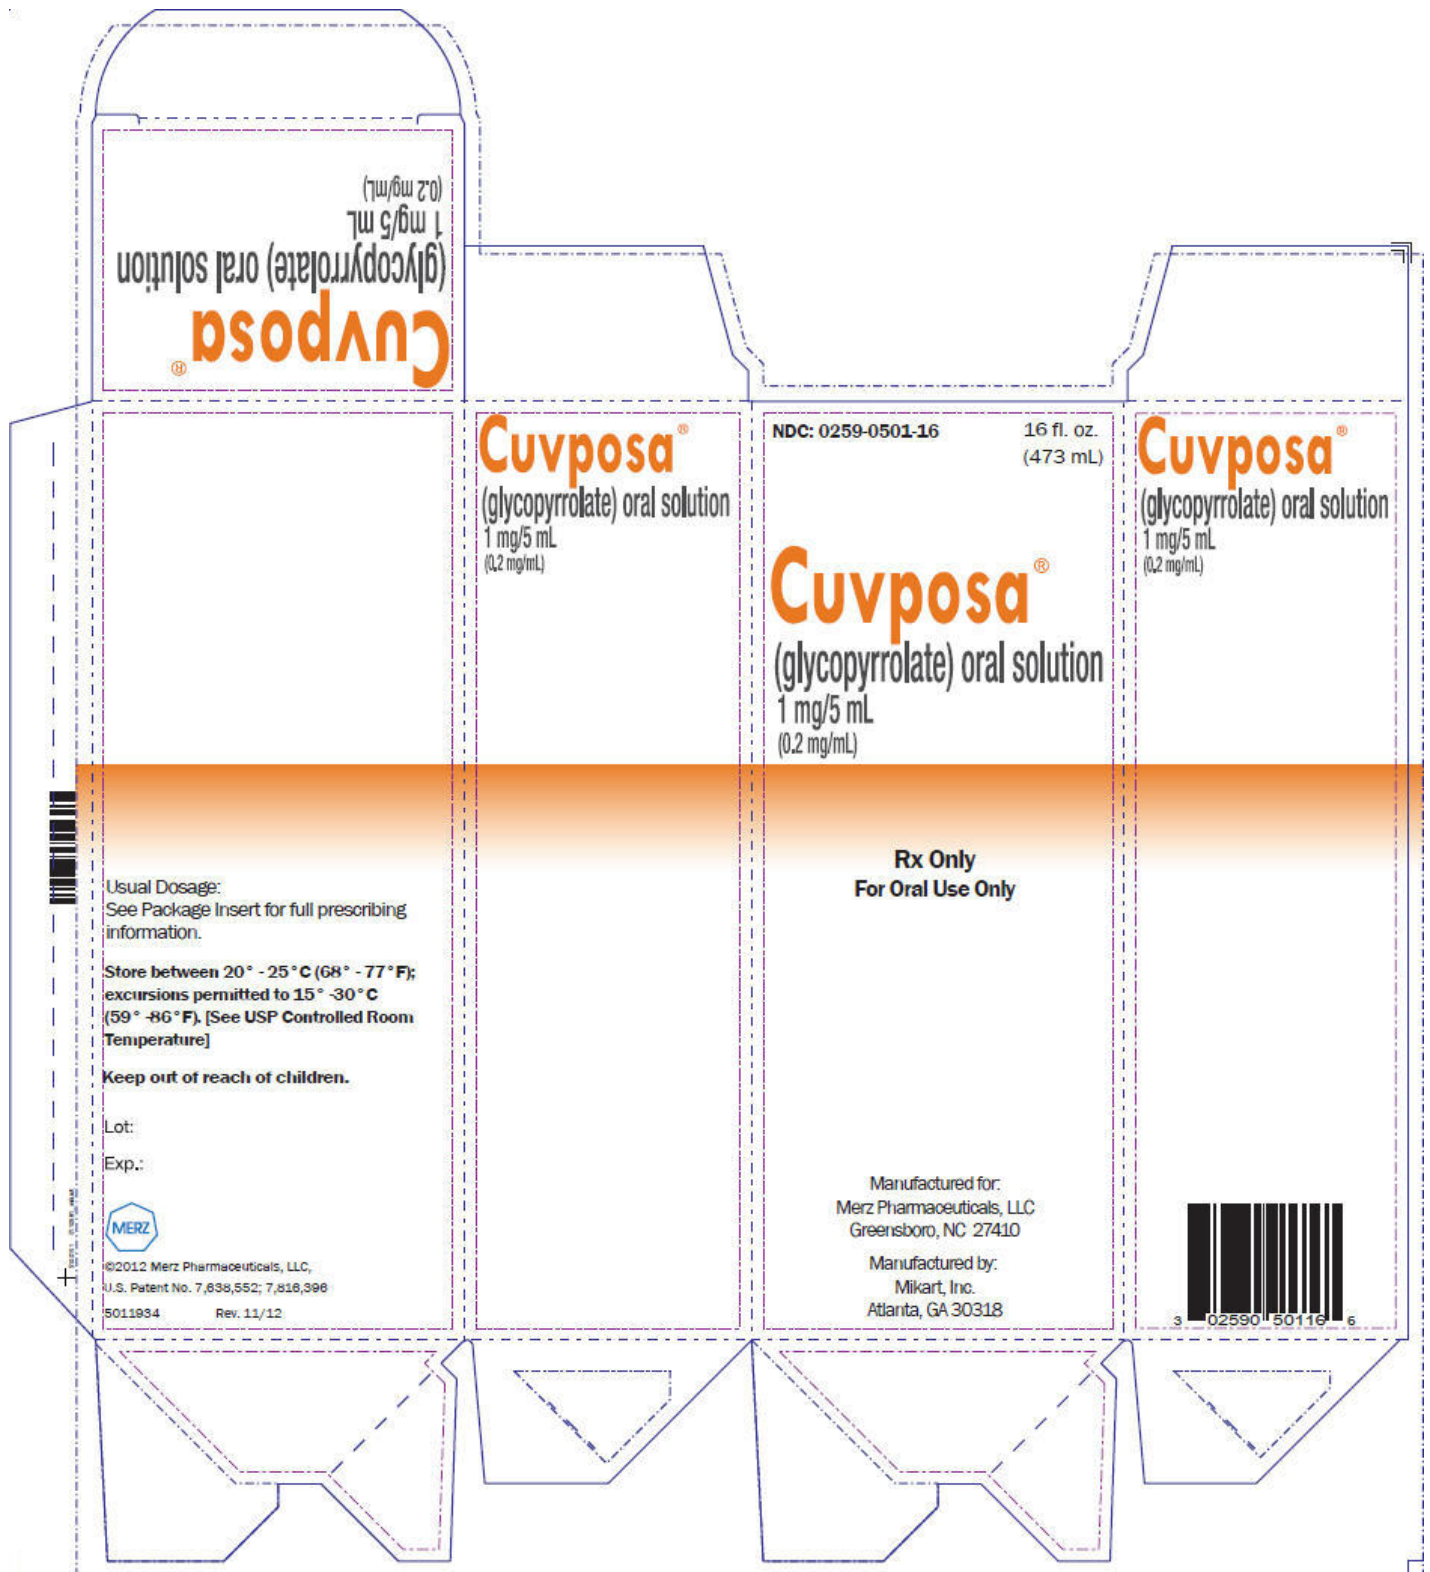 Cuvposa®
(glycopyrrolate) oral solution
1 mg/5 mL
(0.2 mg/mL)
Usual Dosage:
See Package Insert for full prescribing
information.
Store between 20° - 25°C (68° - 77°F);
excursions permitted to 15° -30°C
(59° -86°F). [See USP Controlled Room
Temperature]
Keep out of reach of children.
Lot:
Exp.:
MERZ
©2012 Merz Pharmaceuticals, LLC,
U.S. Patent No. 7,638,552; 7,816,396
5011934 Rev. 11/12
Cuvposa®
(glycopyrrolate) oral solution
1 mg/5 mL
(0.2 mg/mL)
NDC: 0259-0501-16 16 fl. oz.
(473 mL)
Cuvposa®
(glycopyrrolate) oral solution
1 mg/5 mL
(0.2 mg/mL)
Rx Only
For Oral Use Only
Manufactured for:
Merz Pharmaceuticals, LLC
Greensboro, NC 27410
Manufactured by:
Mikart, Inc.
Atlanta, GA 30318
Cuvposa®
(glycopyrrolate) oral solution
1 mg/5 mL
(0.2 mg/mL)
3 02590 50116 6